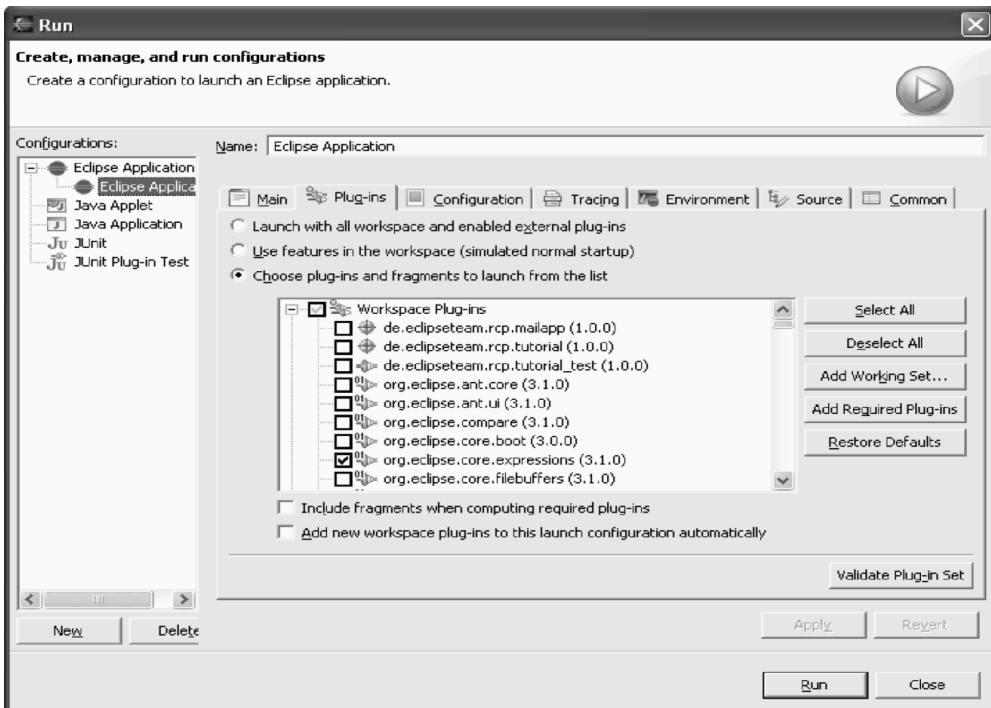 Run
Create, manage, and run configurations
Create a configuration to launch an Eclipse application.
Configurations:
Eclipse Application
Eclipse Applica
Java Applet
Java Application
JUnit
JUnit Plug-in Test
New
Delete
Name: Eclipse Application
Main Plug-ins Configuration Tracing Environment Source Common
Launch with all workspace and enabled external plug-ins
Use features in the workspace (simulated normal startup)
Choose plug-ins and fragments to launch from the list
Workspace Plug-ins
de.eclipseteam.rcp.mailapp (1.0.0)
de.eclipseteam.rcp.tutorial (1.0.0)
de.eclipseteam.rcp.tutorial_test (1.0.0)
org.eclipse.ant.core (3.1.0)
org.eclipse.ant.ui (3.1.0)
org.eclipse.compare (3.1.0)
org.eclipse.core.boot (3.0.0)
org.eclipse.core.expressions (3.1.0)
org.eclipse.core.filebuffers (3.1.0)
Select All
Deselect All
Add Working Set...
Add Required Plug-ins
Restore Defaults
Include fragments when computing required plug-ins
Add new workspace plug-ins to this launch configuration automatically
Validate Plug-in Set
Apply
Revert
Run
Close